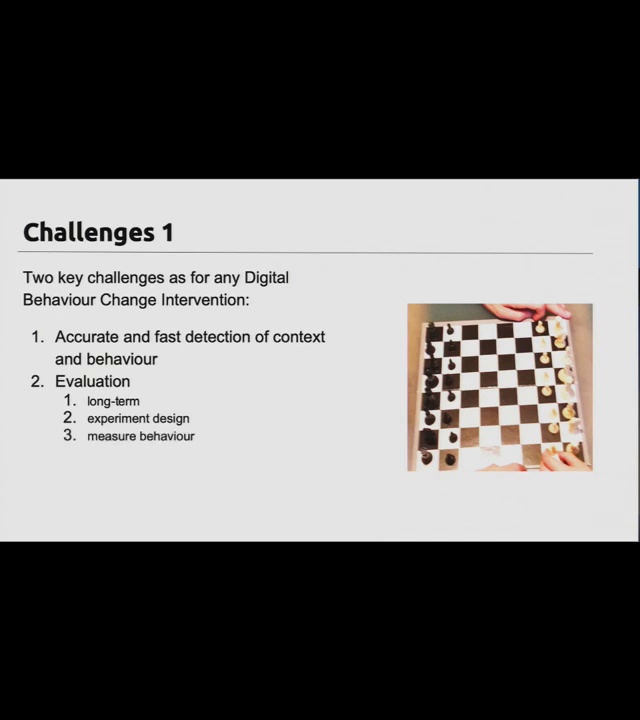 Challenges 1
Two key challenges as for any Digital
Behaviour Change Intervention:
1. Accurate and fast detection of context
and behaviour
2. Evaluation
1. long-term
2. experiment design
3. measure behaviour